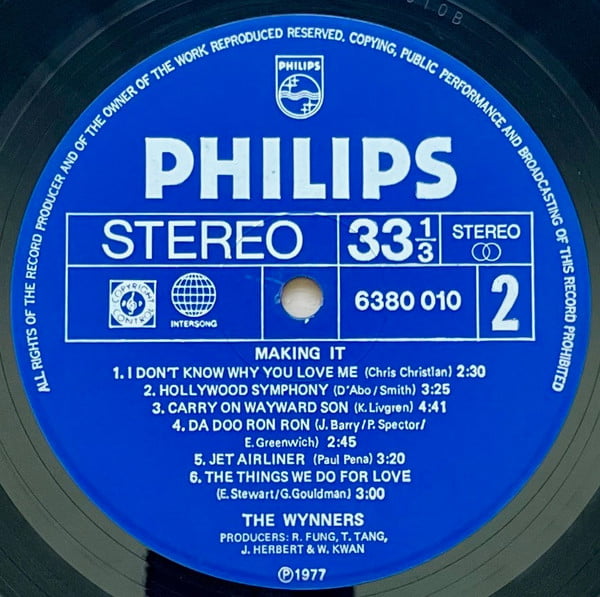 010B
ALL RIGHTS OF THE RECORD PRODUCER AND OF THE OWNER OF THE WORK REPRODUCED RESERVED. COPYING, PUBLIC PERFORMANCE AND BROADCASTING OF THIS RECORD PROHIBITED
PHILIPS
PHILIPS
STEREO
33 1/3
STEREO
COPYRIGHT
CONTROL
INTERSONG
6380 010
2
MAKING IT
1. I DON'T KNOW WHY YOU LOVE ME (Chris Christian) 2:30
2. HOLLYWOOD SYMPHONY (D'Abo/Smith) 3:25
3. CARRY ON WAYWARD SON (K. Livgren) 4:41
4. DA DOO RON RON (J. Barry/P. Spector/
E. Greenwich) 2:45
5. JET AIRLINER (Paul Pena) 3:20
6. THE THINGS WE DO FOR LOVE
(E. Stewart/G. Gouldman) 3:00
THE WYNNERS
PRODUCERS: R. FUNG, T. TANG,
J. HERBERT & W. KWAN
℗1977